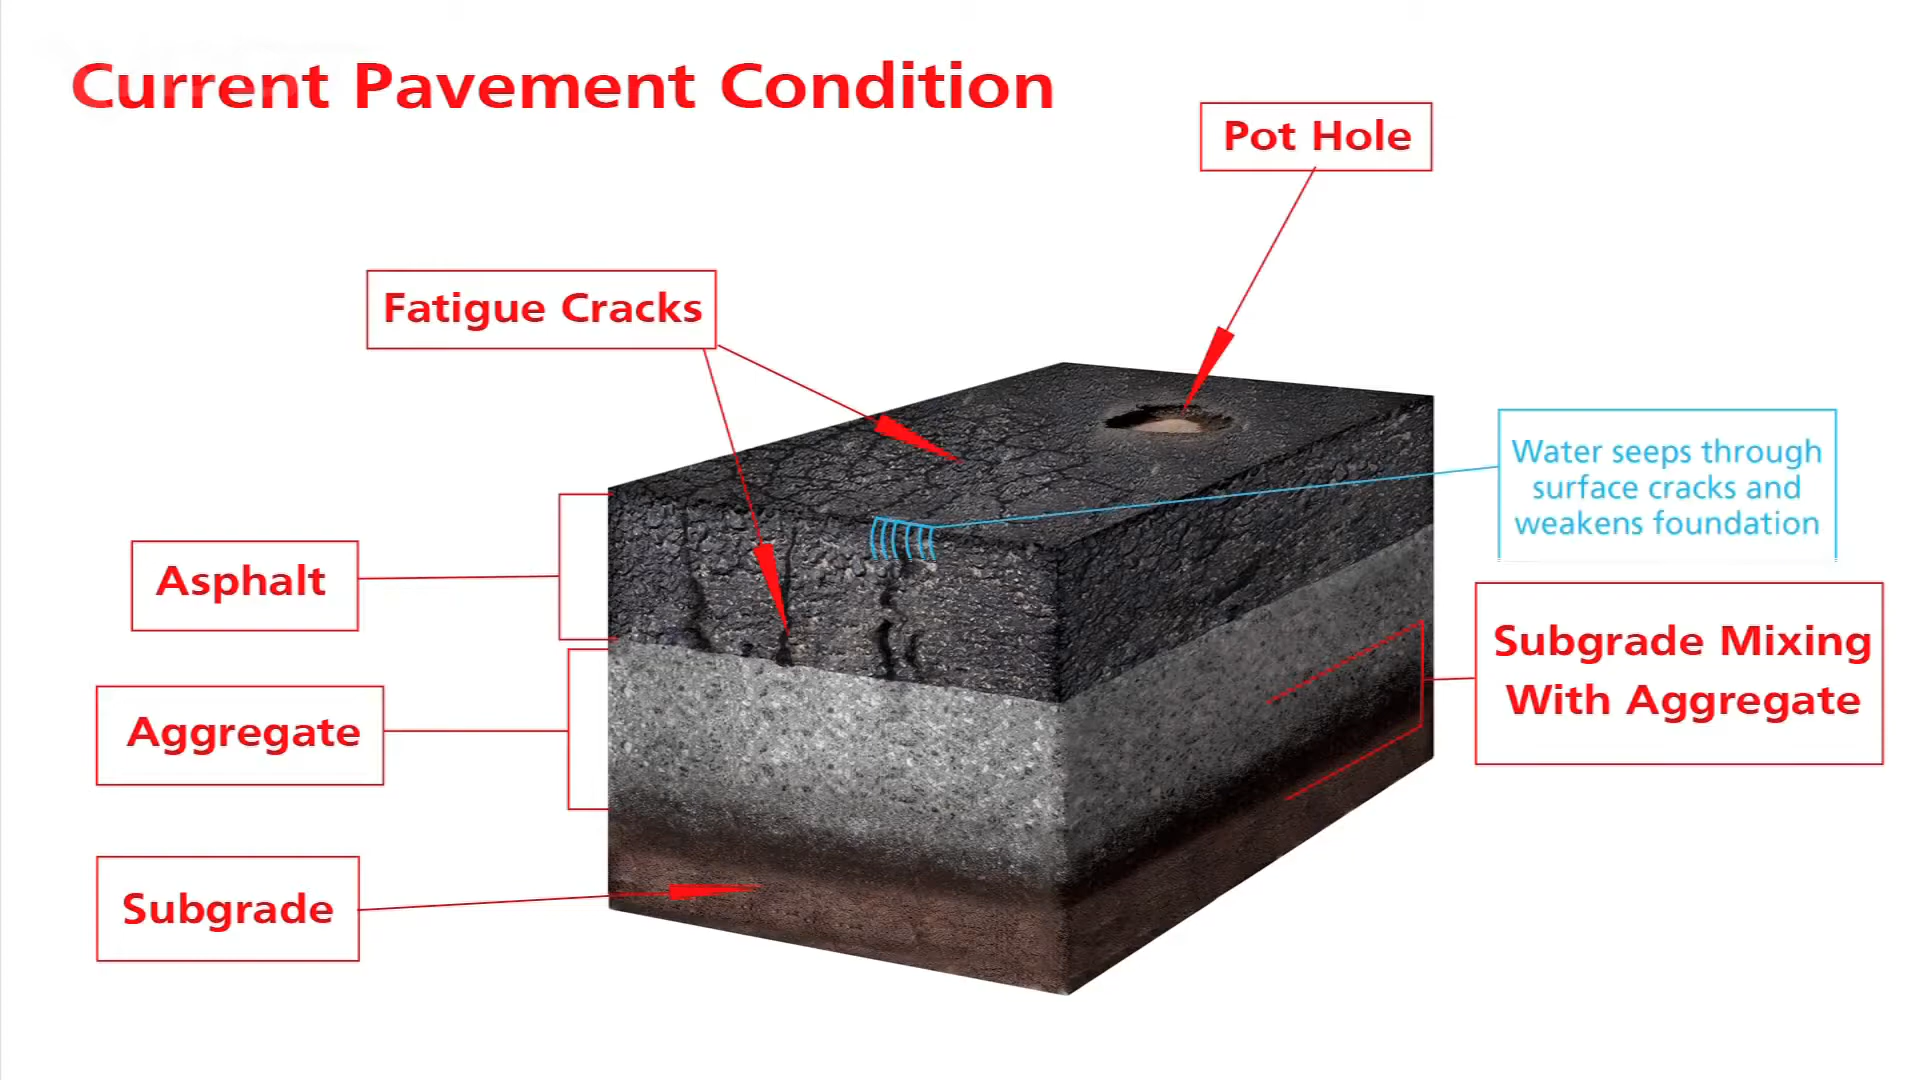 Current Pavement Condition
Pot Hole
Fatigue Cracks
Water seeps through
surface cracks and
weakens foundation
Asphalt
Subgrade Mixing
With Aggregate
Aggregate
Subgrade